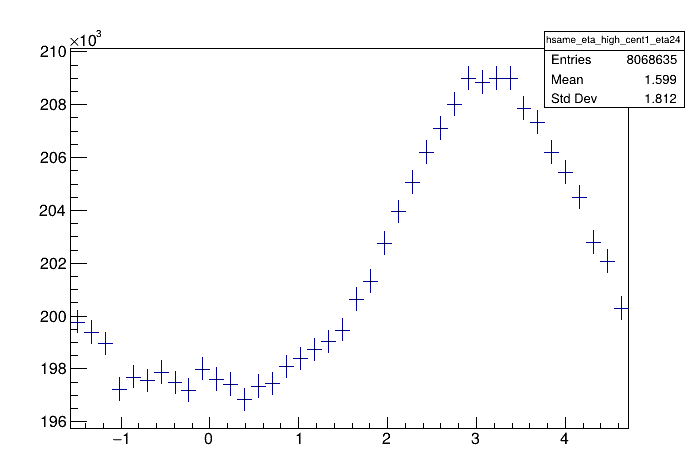 ×10³
hsame_eta_high_cent1_eta24
Entries 8068635
Mean 1.599
Std Dev 1.812
210
208
206
204
202
200
198
196
−1 0 1 2 3 4